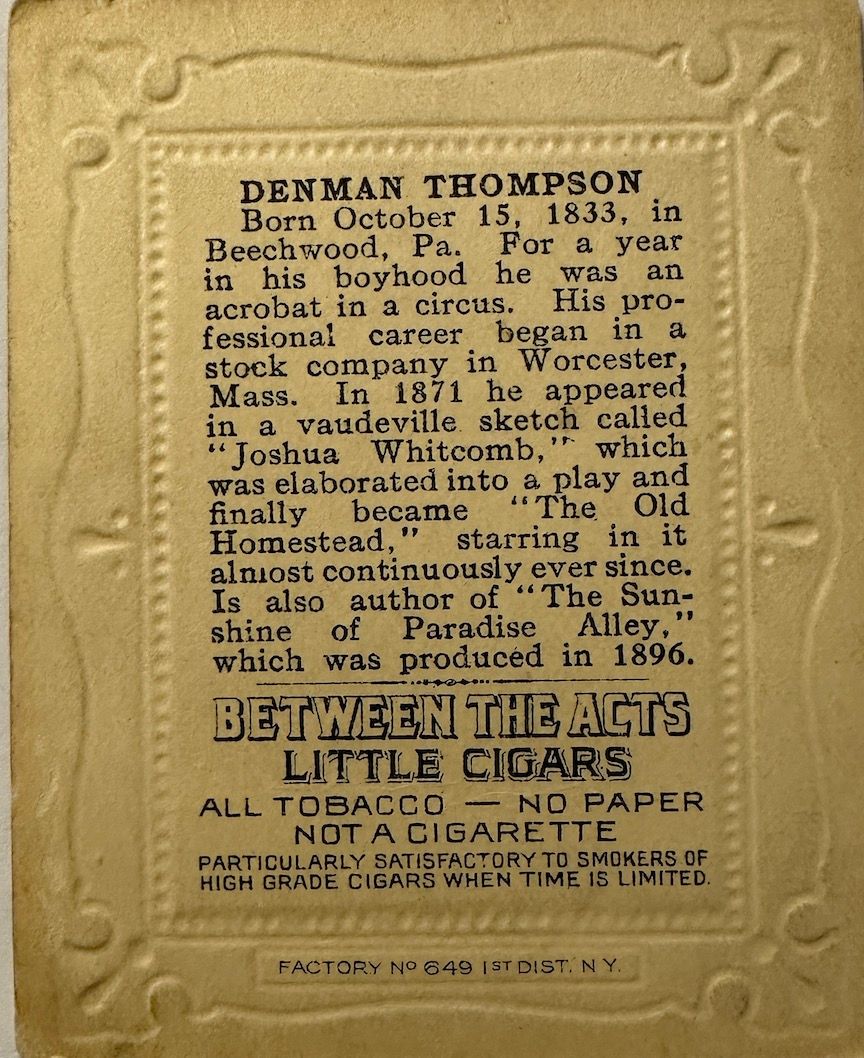 DENMAN THOMPSON
Born October 15, 1833, in
Beechwood, Pa. For a year
in his boyhood he was an
acrobat in a circus. His pro-
fessional career began in a
stock company in Worcester,
Mass. In 1871 he appeared
in a vaudeville sketch called
“Joshua Whitcomb,” which
was elaborated into a play and
finally became “The Old
Homestead,” starring in it
almost continuously ever since.
Is also author of “The Sun-
shine of Paradise Alley,”
which was produced in 1896.
BETWEEN THE ACTS
LITTLE CIGARS
ALL TOBACCO — NO PAPER
NOT A CIGARETTE
PARTICULARLY SATISFACTORY TO SMOKERS OF
HIGH GRADE CIGARS WHEN TIME IS LIMITED.
FACTORY Nº 649 1ST DIST. N Y.